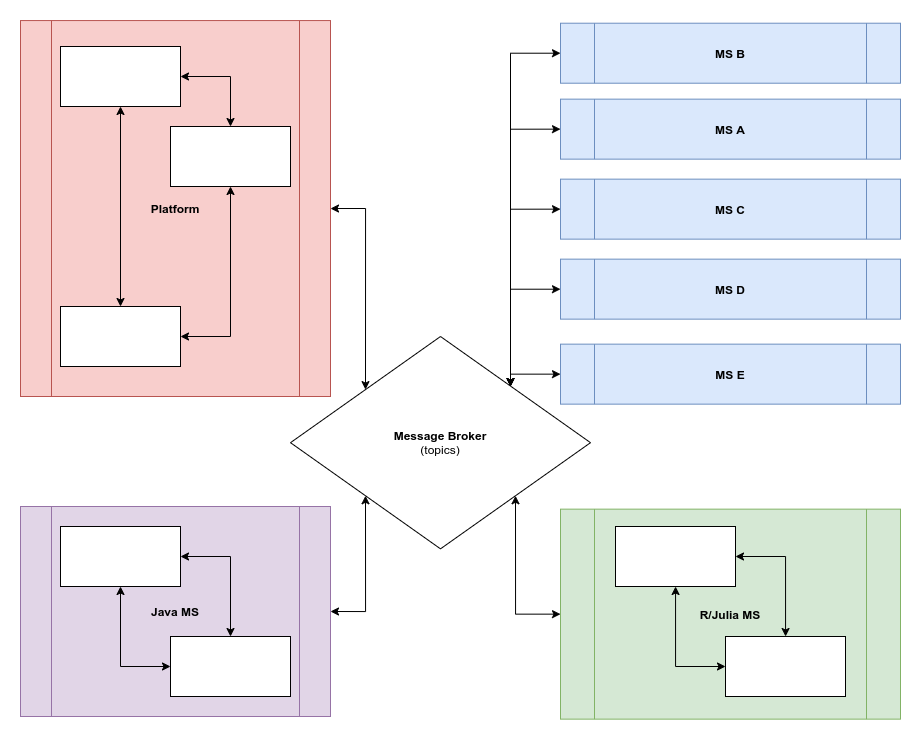 MS B
MS A
Platform
MS C
MS D
MS E
Message Broker
(topics)
Java MS
R/Julia MS